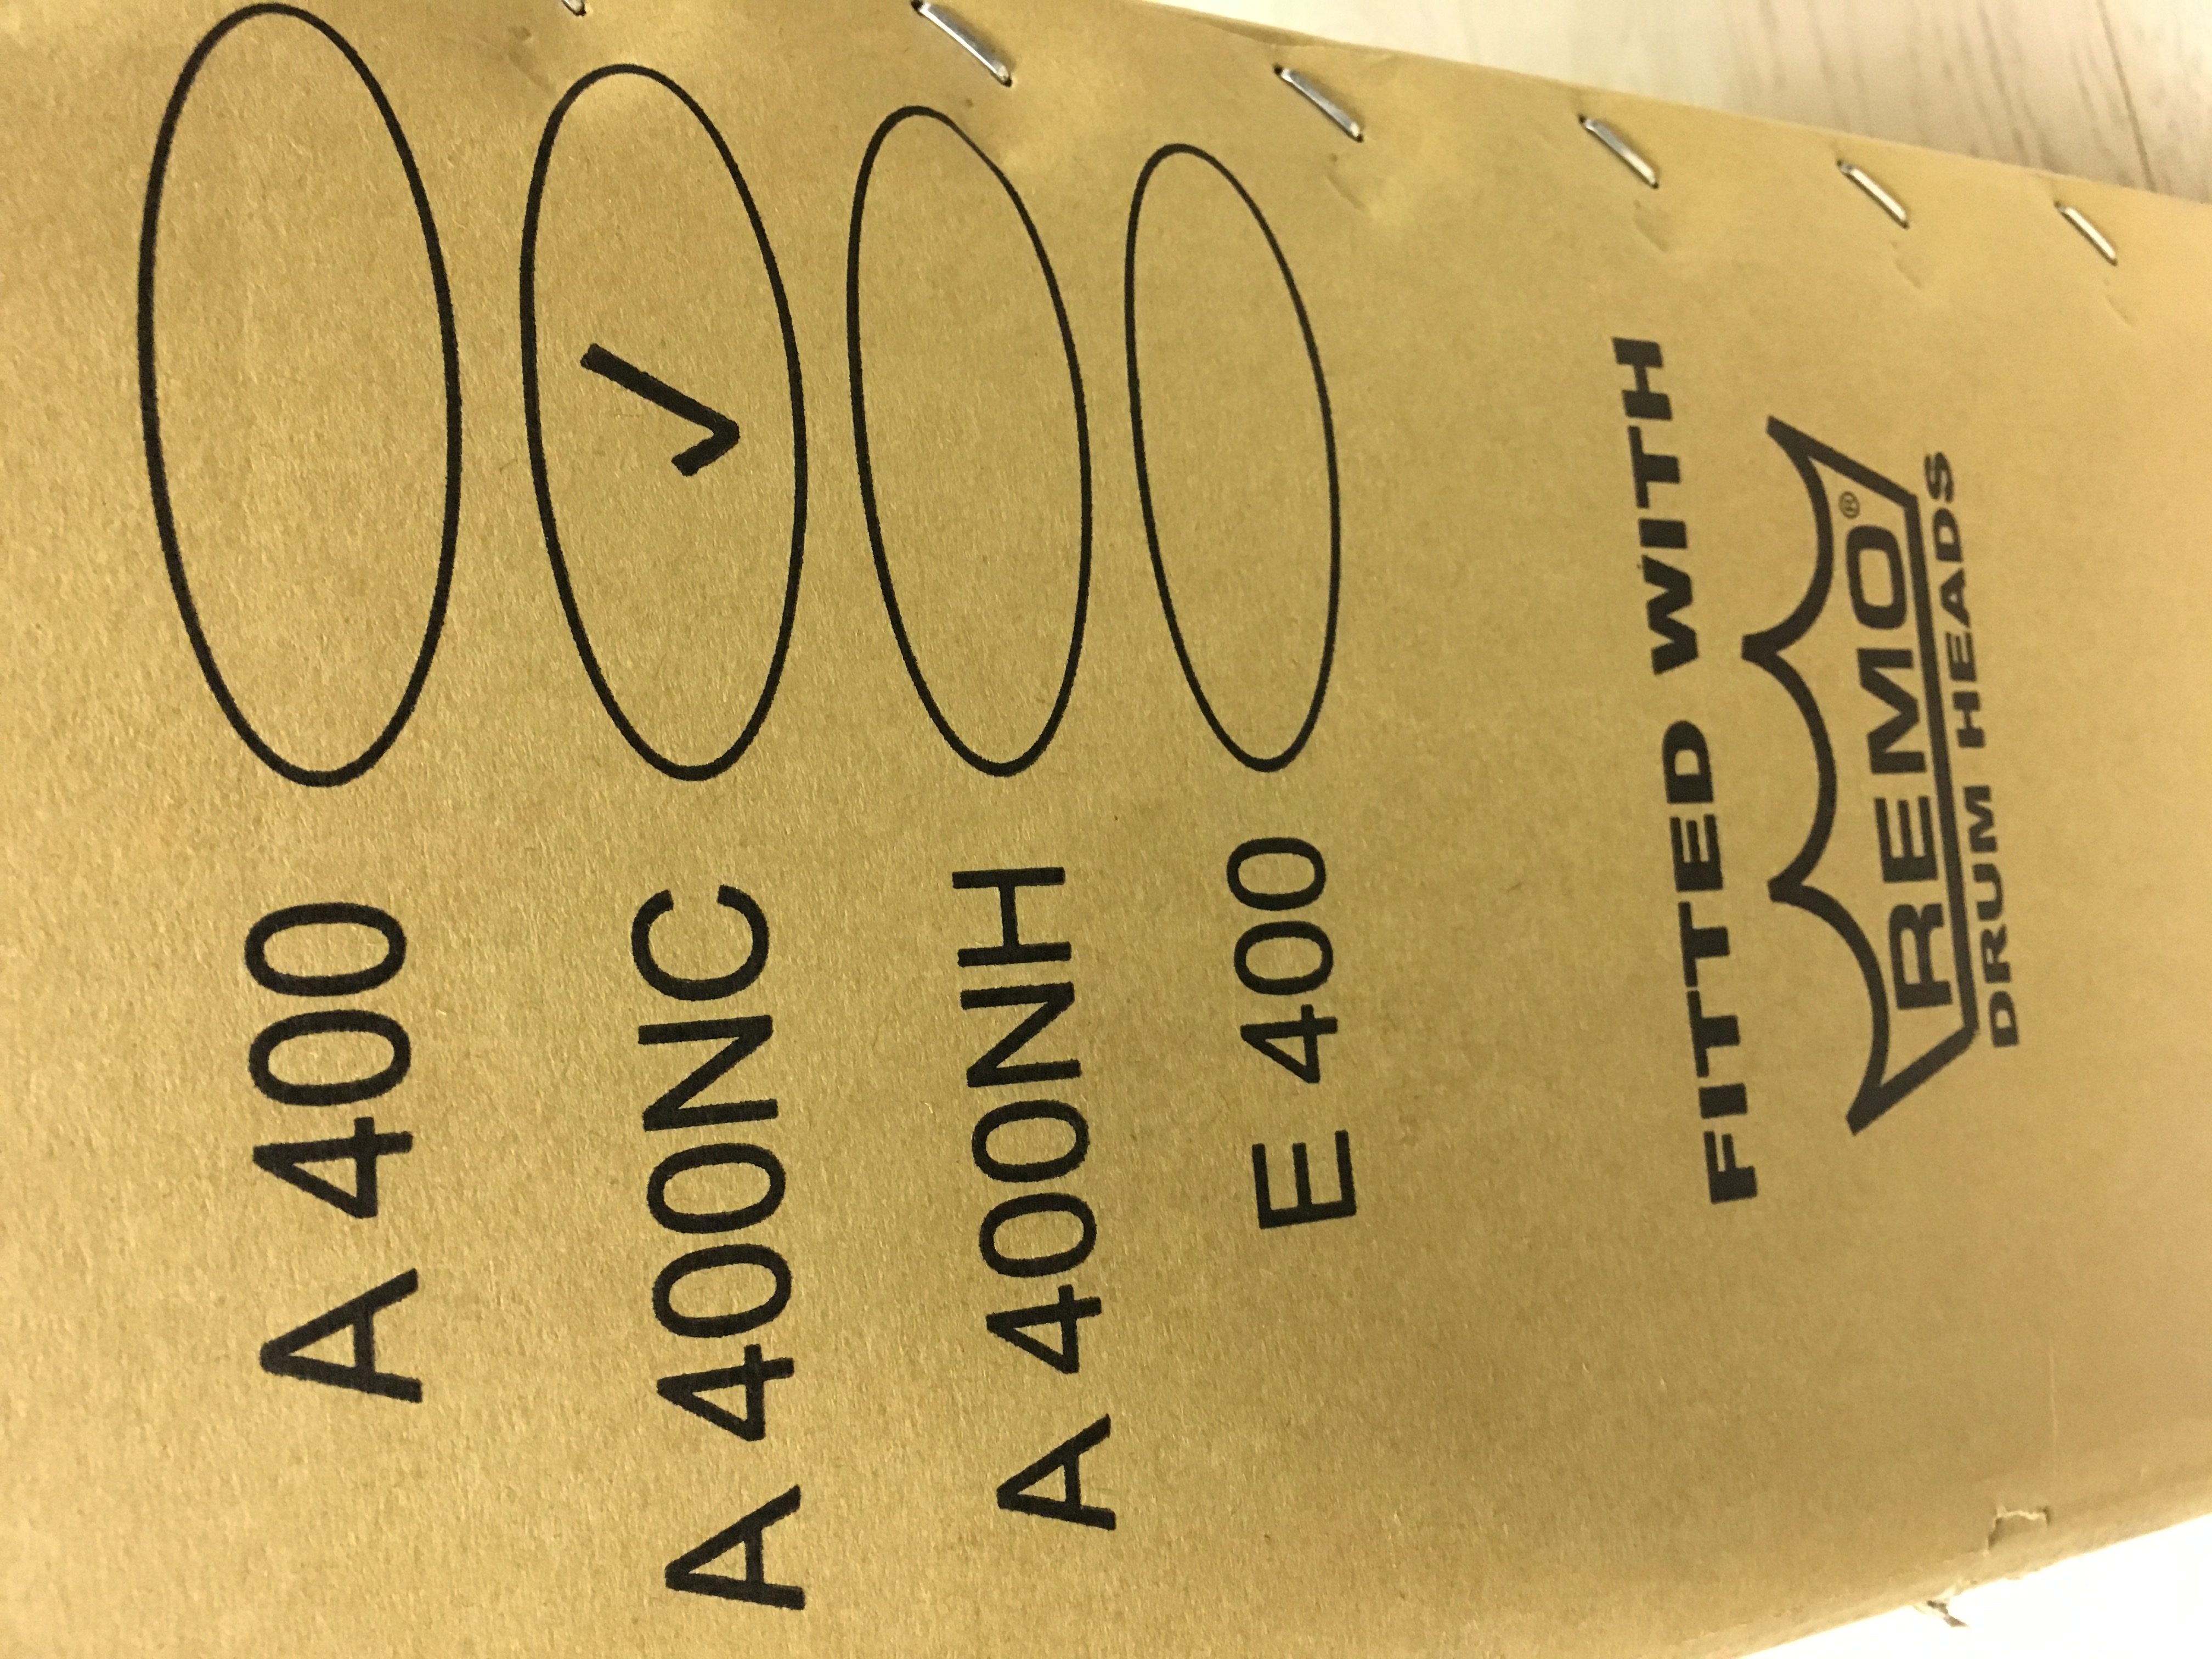 A 400
A 400NC ✓
A 400NH
E 400
FITTED WITH
REMO®
DRUM HEADS